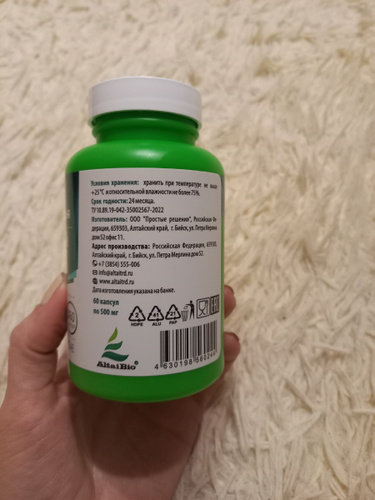 Условия хранения: хранить при температуре не выше
+25°C и относительной влажности не более 75%.
Срок годности: 24 месяца.
ТУ 10.89.19-042-35002567-2022
Изготовитель: ООО "Простые решения", Российская Фе-
дерация, 659303, Алтайский край, г. Бийск, ул. Петра Мерлина
дом 52 офис 11.
Адрес производства: Российская Федерация, 659303,
Алтайский край, г. Бийск, ул. Петра Мерлина дом 52.
+7 (3854) 555-006
info@altaitrd.ru
www.altaitrd.ru
Дата изготовления указана на банке.
60 капсул
по 500 мг
2 41 21
HDPE ALU PAP
AltaiBio®